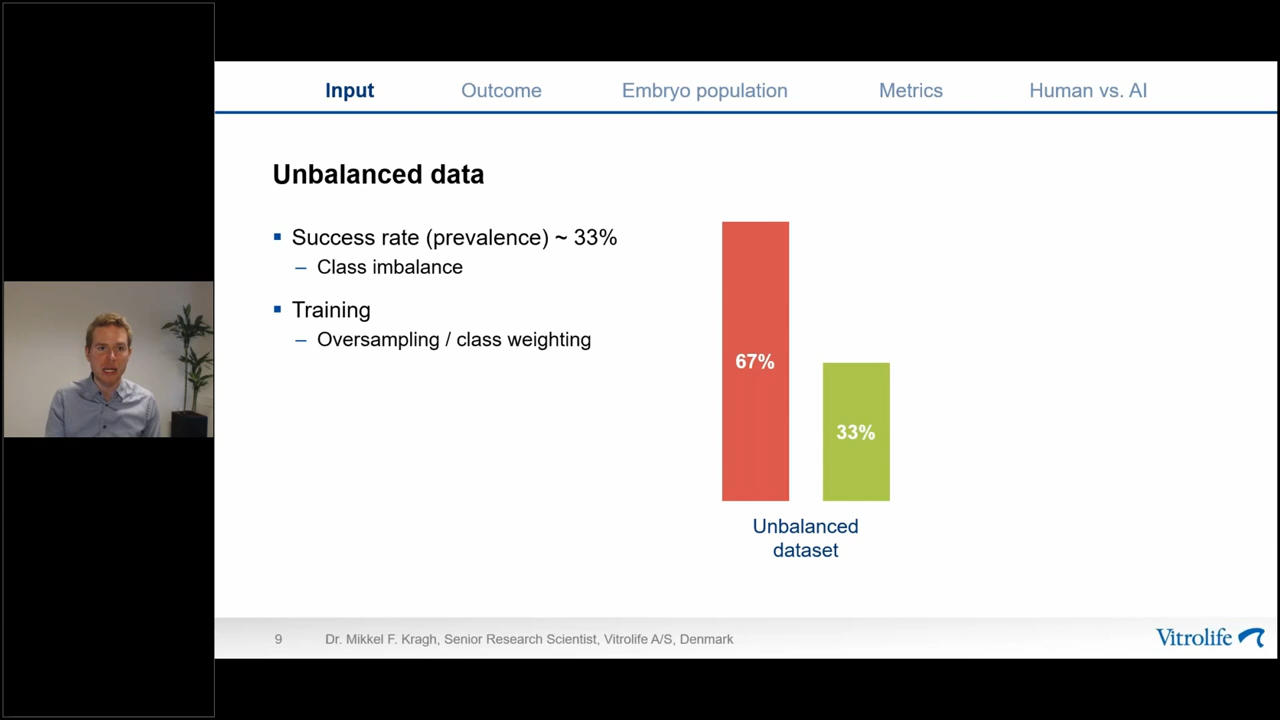 Input Outcome Embryo population Metrics Human vs. AI
Unbalanced data
▪ Success rate (prevalence) ~ 33%
– Class imbalance
▪ Training
– Oversampling / class weighting
67%
33%
Unbalanced
dataset
9 Dr. Mikkel F. Kragh, Senior Research Scientist, Vitrolife A/S, Denmark
Vitrolife